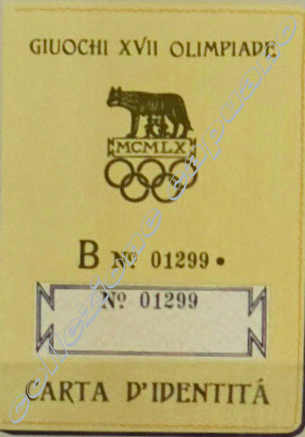 GIUOCHI XVII OLIMPIADE
MCMLX
B Nº 01299 •
Nº 01299
CARTA D'IDENTITÁ